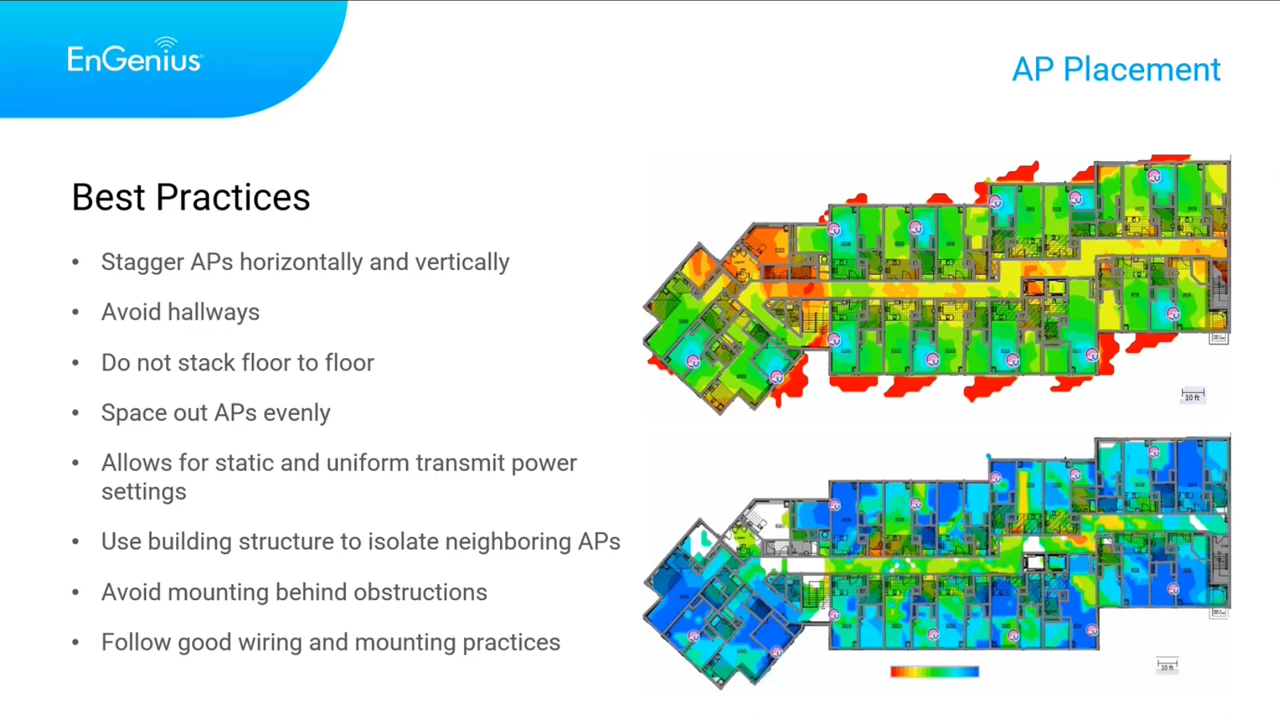 EnGenius
AP Placement
Best Practices
• Stagger APs horizontally and vertically
• Avoid hallways
• Do not stack floor to floor
• Space out APs evenly
• Allows for static and uniform transmit power
settings
• Use building structure to isolate neighboring APs
• Avoid mounting behind obstructions
• Follow good wiring and mounting practices
10 ft
10 ft